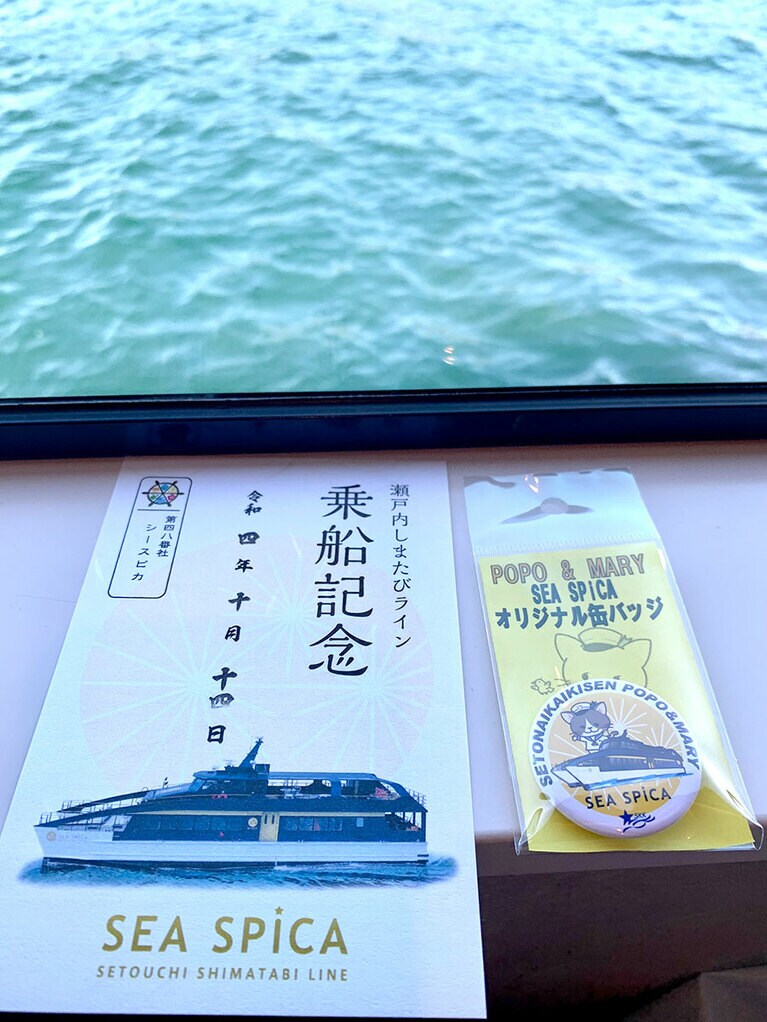 瀬戸内しまたびライン
乗船記念
令和 四年 十月 十四日
第四八番社
シースピカ
SEA SPiCA
SETOUCHI SHIMATABI LINE
POPO & MARY
SEA SPiCA
オリジナル缶バッジ
SETONAIKAIKISEN POPO&MARY
SEA SPiCA